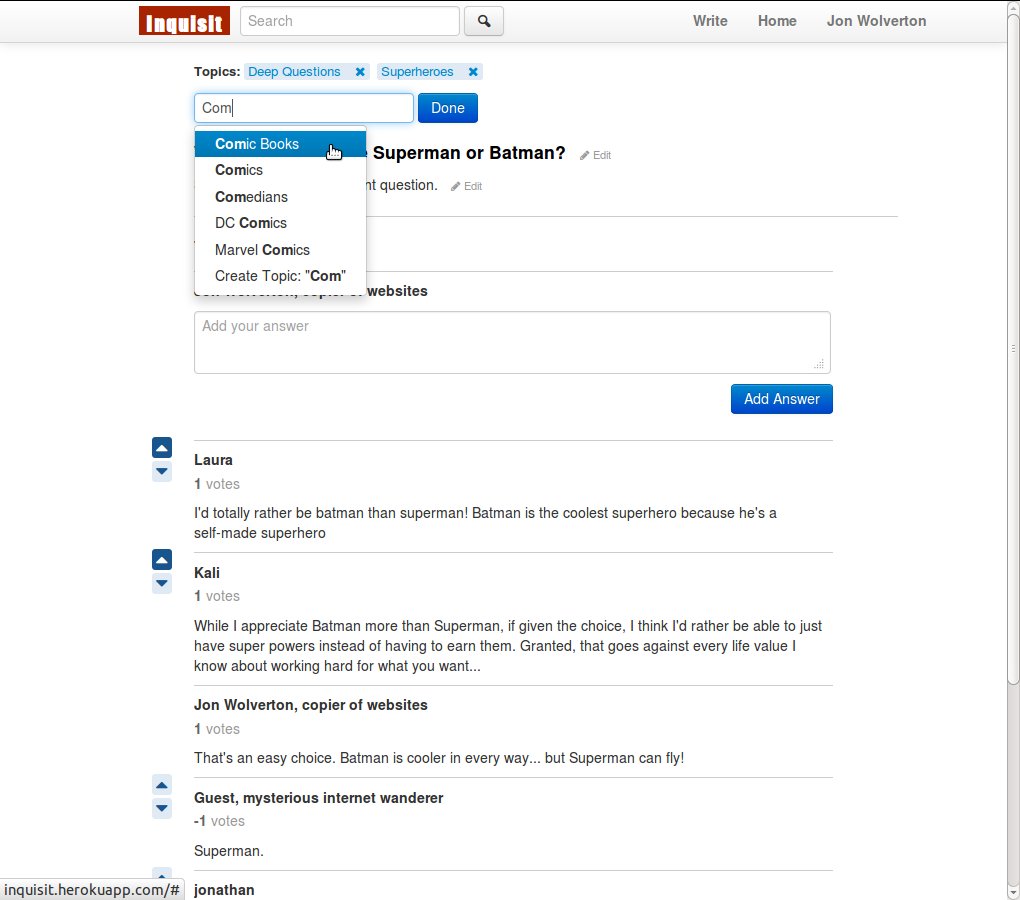 Inquisit
Search
Write
Home
Jon Wolverton
Topics: Deep Questions × Superheroes ×
Com
Done
Comic Books
Comics
Comedians
DC Comics
Marvel Comics
Create Topic: "Com"
Superman or Batman? Edit
nt question. Edit
Jon Wolverton, copier of websites
Add your answer
Add Answer
Laura
1 votes
I'd totally rather be batman than superman! Batman is the coolest superhero because he's a
self-made superhero
Kali
1 votes
While I appreciate Batman more than Superman, if given the choice, I think I'd rather be able to just
have super powers instead of having to earn them. Granted, that goes against every life value I
know about working hard for what you want...
Jon Wolverton, copier of websites
1 votes
That's an easy choice. Batman is cooler in every way... but Superman can fly!
Guest, mysterious internet wanderer
-1 votes
Superman.
jonathan
inquisit.herokuapp.com/#